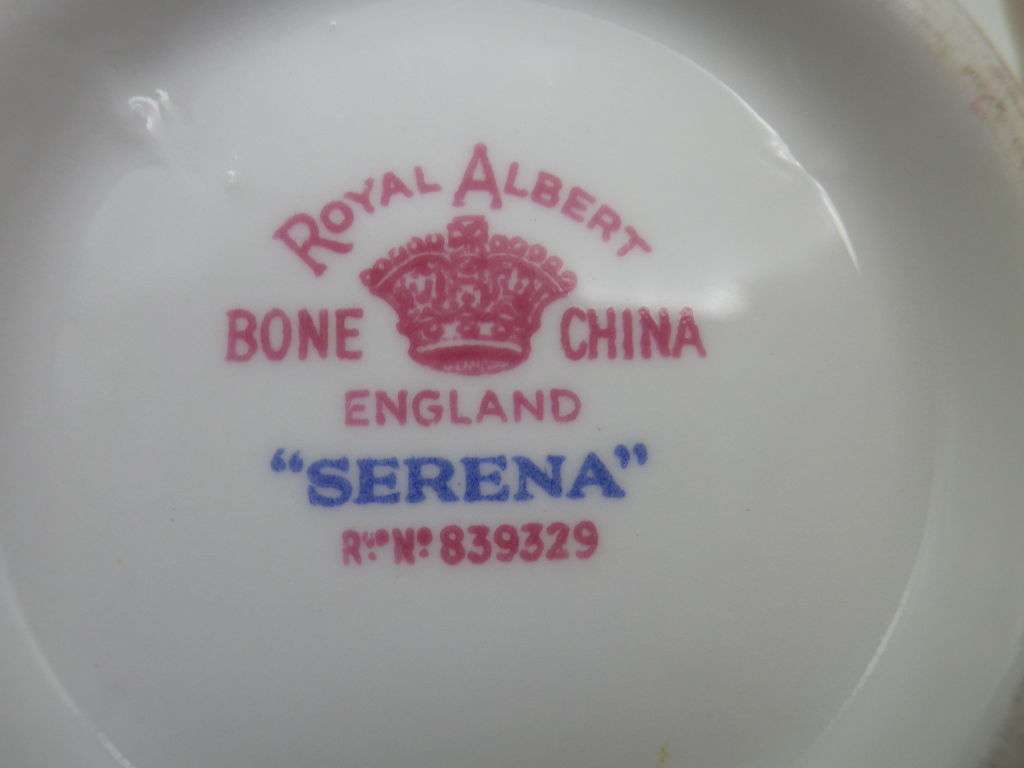 ROYAL ALBERT
BONE CHINA
ENGLAND
"SERENA"
Rd No 839329